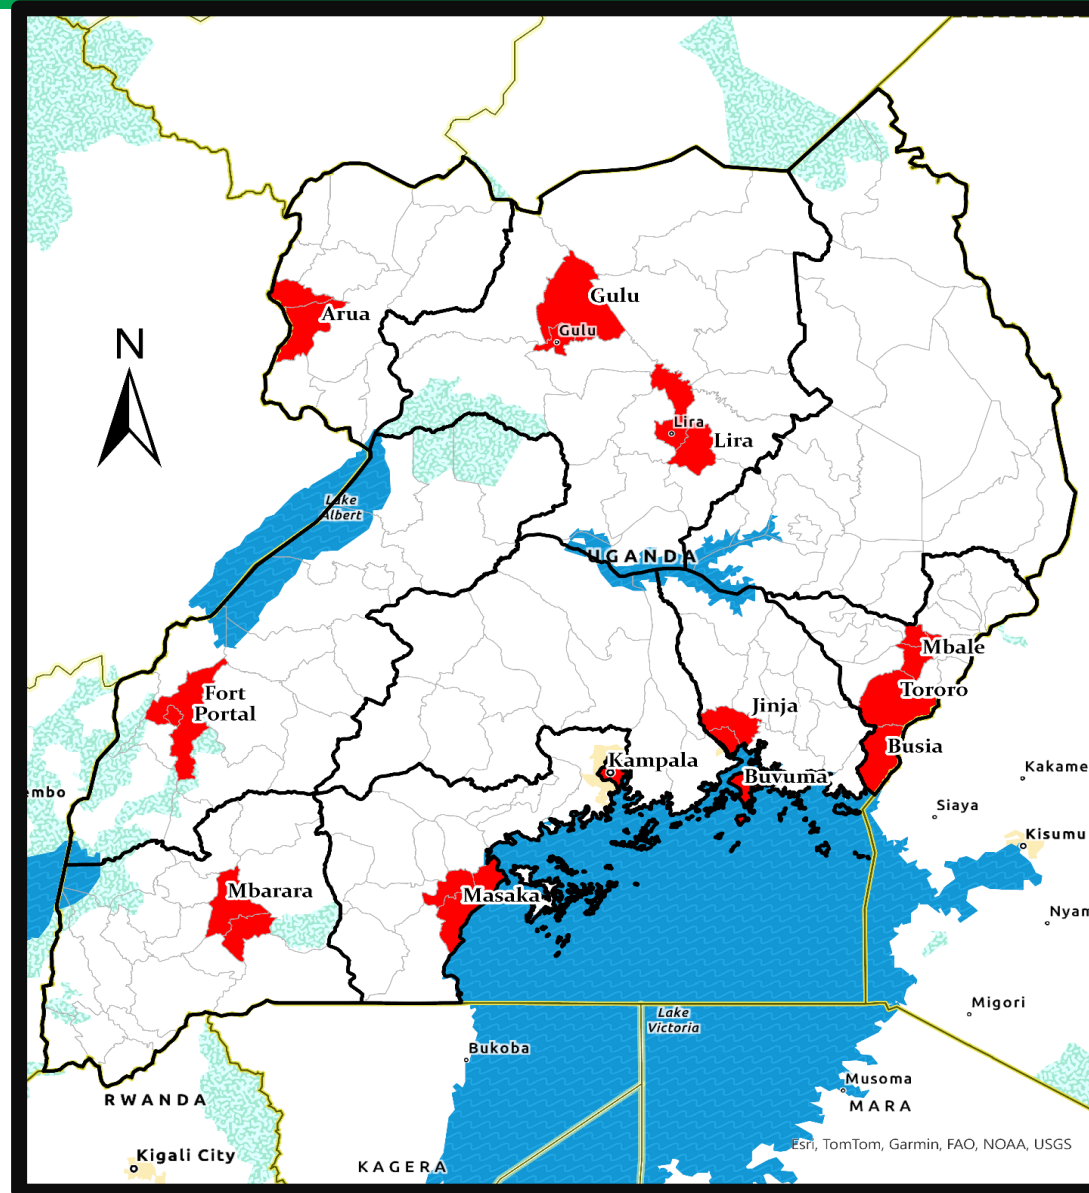 N
Gulu
Arua
Gulu
Lira
Lira
Lake
Albert
UGANDA
Mbale
Fort
Portal
Tororo
Jinja
Busia
Kampala
Buvuma
Kakame
embo
Siaya
Kisumu
Mbarara
Masaka
Nyam
Migori
Lake
Victoria
Bukoba
Musoma
MARA
RWANDA
Esri, TomTom, Garmin, FAO, NOAA, USGS
Kigali City
KAGERA